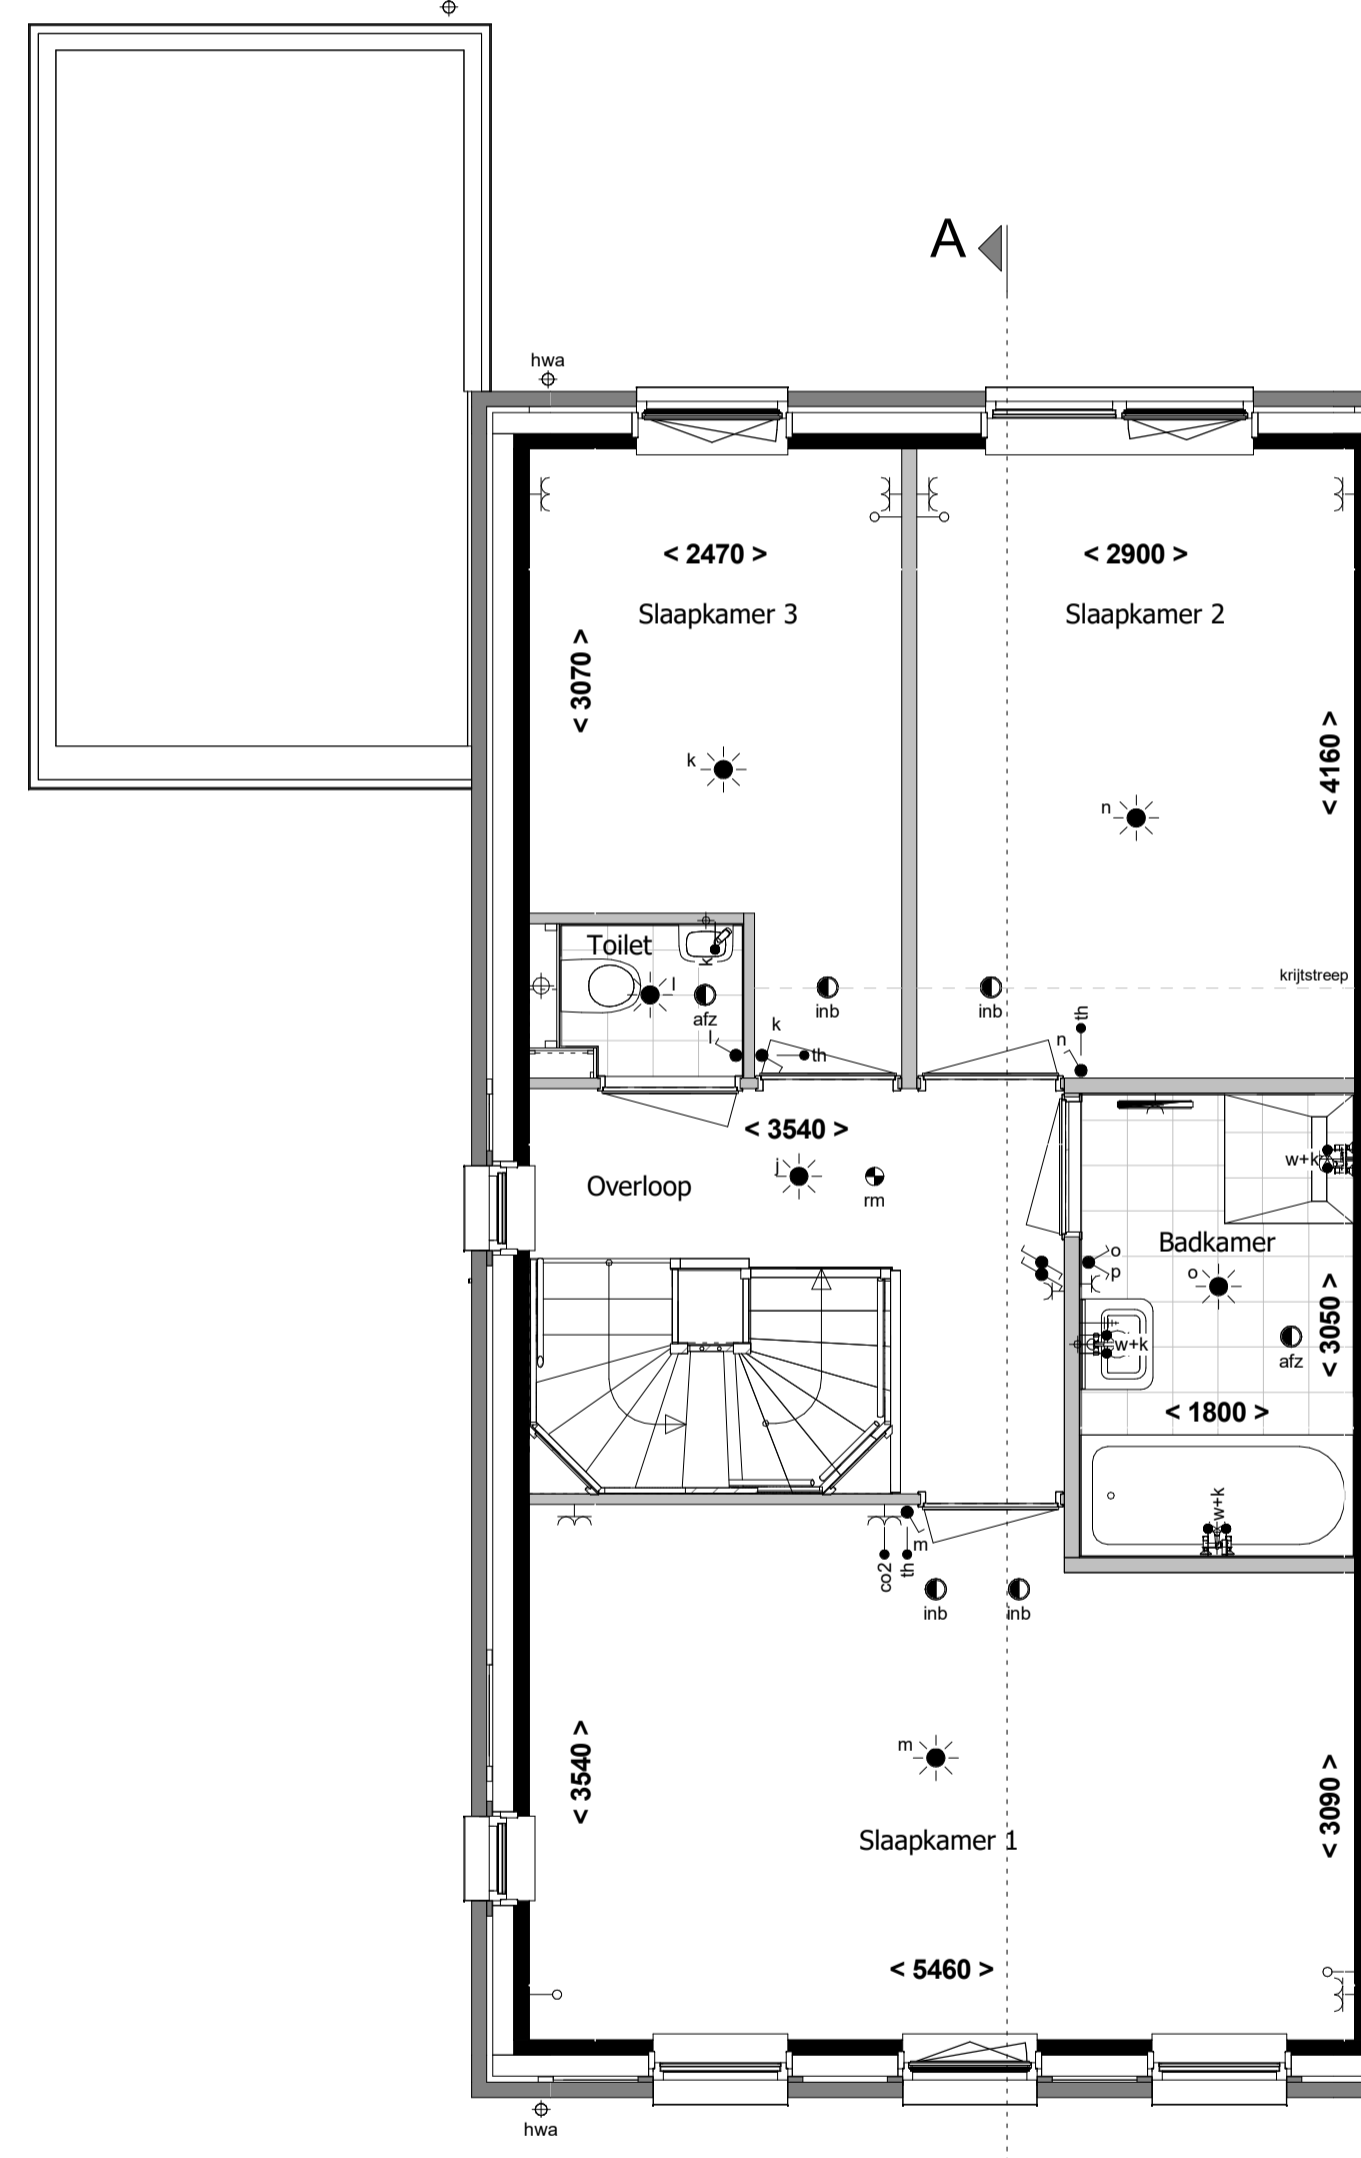 A
hwa
< 2470 >
< 2900 >
Slaapkamer 3
Slaapkamer 2
< 3070 >
< 4160 >
k
n
Toilet
k
l
afz
inb
inb
krijtstreep
l
k
th
n
th
< 3540 >
j
rm
Overloop
w+k
Badkamer
o
p
o
w+k
afz
< 3050 >
< 1800 >
w+k
m
co2
th
inb
inb
m
< 3540 >
< 3090 >
Slaapkamer 1
< 5460 >
hwa